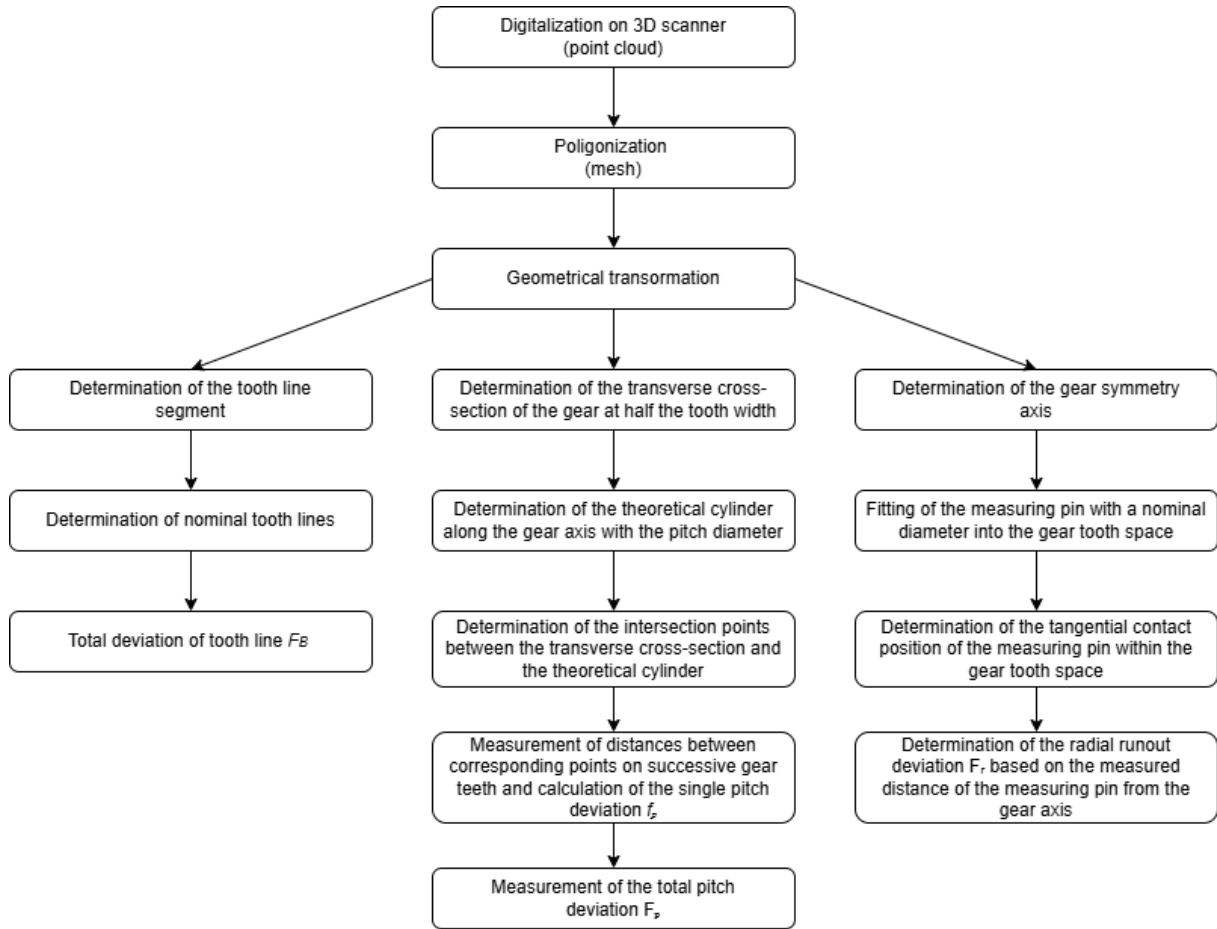 Digitalization on 3D scanner
(point cloud)
Poligonization
(mesh)
Geometrical transormation
Determination of the tooth line
segment
Determination of nominal tooth lines
Total deviation of tooth line FB
Determination of the transverse cross-
section of the gear at half the tooth width
Determination of the theoretical cylinder
along the gear axis with the pitch diameter
Determination of the intersection points
between the transverse cross-section and
the theoretical cylinder
Measurement of distances between
corresponding points on successive gear
teeth and calculation of the single pitch
deviation fₚ
Measurement of the total pitch
deviation Fₚ
Determination of the gear symmetry
axis
Fitting of the measuring pin with a nominal
diameter into the gear tooth space
Determination of the tangential contact
position of the measuring pin within the
gear tooth space
Determination of the radial runout
deviation Fᵣ based on the measured
distance of the measuring pin from the
gear axis